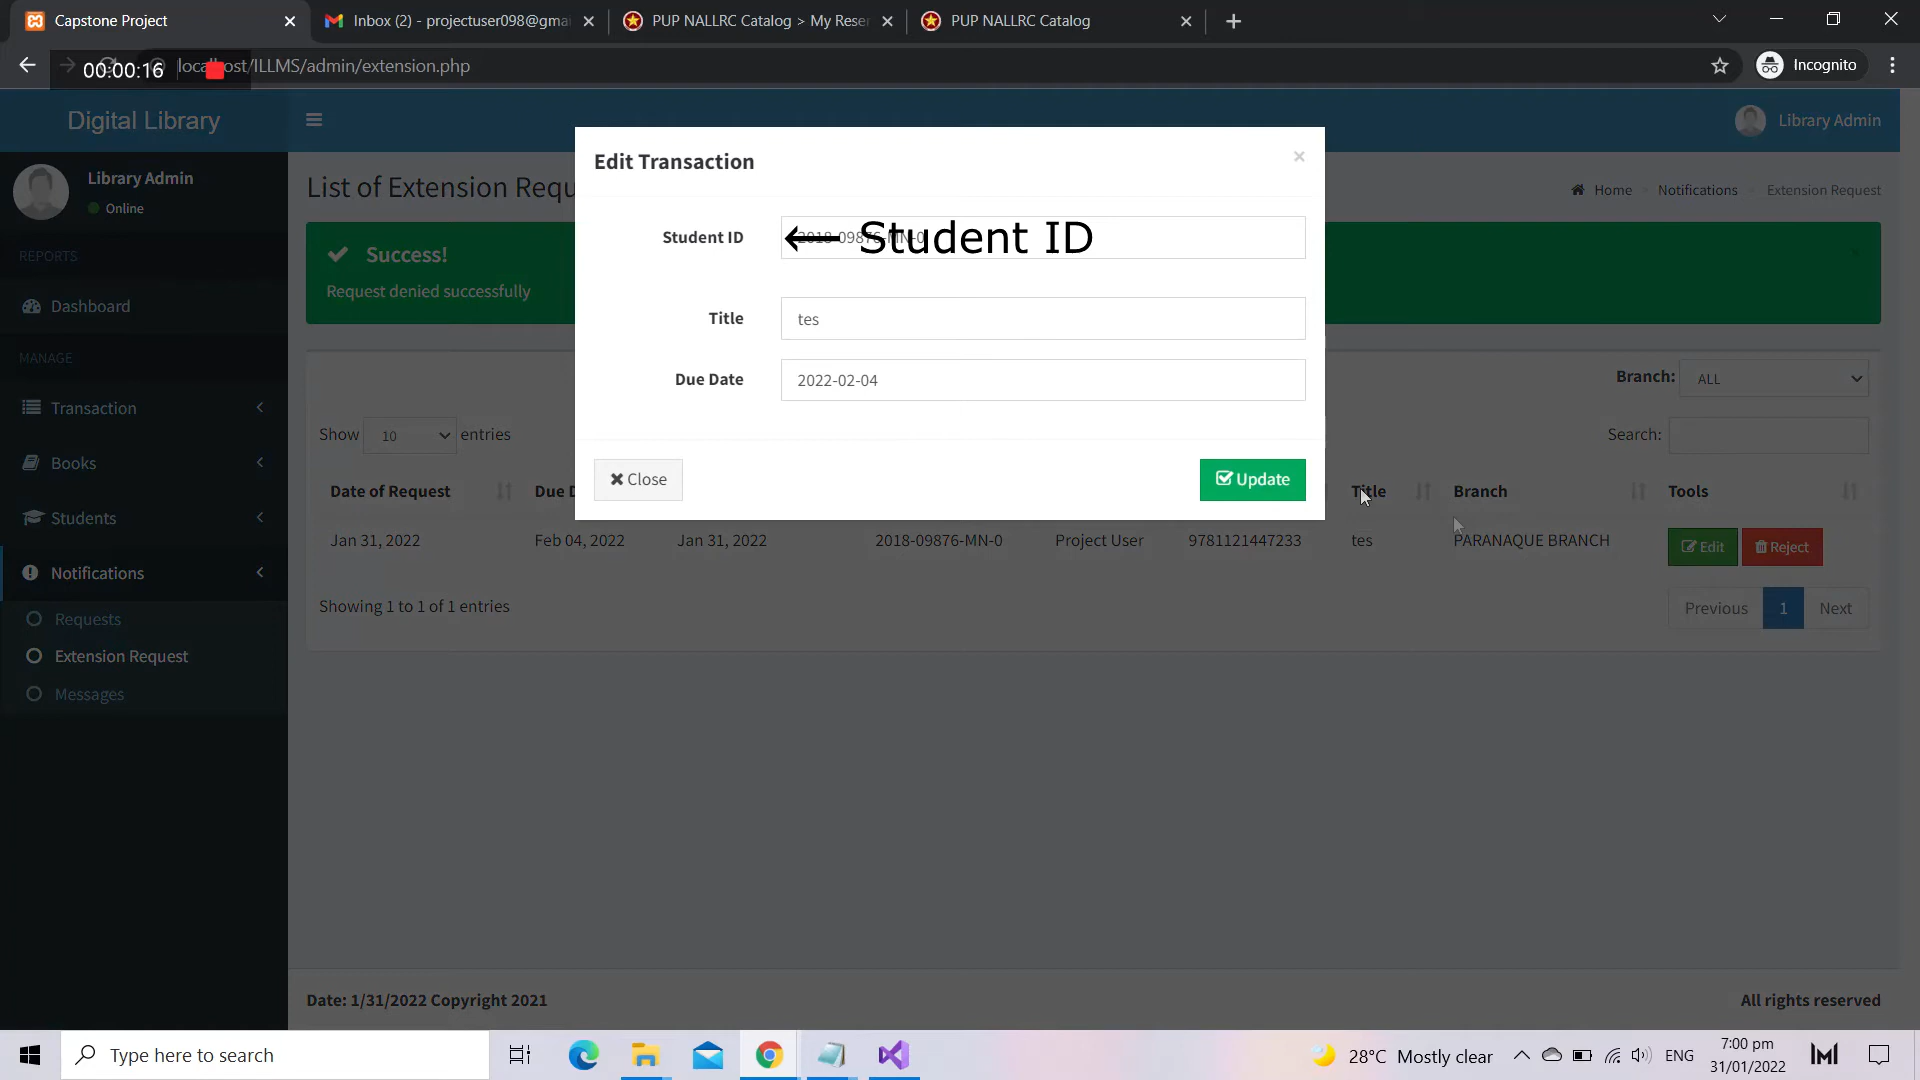 Capstone Project
Inbox (2) - projectuser098@gmai
PUP NALLRC Catalog > My Reser
PUP NALLRC Catalog
00:00:16
localhost/ILLMS/admin/extension.php
Incognito
Digital Library
Library Admin
Library Admin
Online
REPORTS
Dashboard
MANAGE
Transaction
Books
Students
Notifications
Requests
Extension Request
Messages
List of Extension Requ
Home
Notifications
Extension Request
Success!
Request denied successfully
Edit Transaction
×
Student ID
2018-09876-MN-0
← Student ID
Title
tes
Due Date
2022-02-04
Close
Update
Branch:
ALL
Show 10 entries
Search:
Date of Request
Due D
Title
Branch
Tools
Jan 31, 2022
Feb 04, 2022
Jan 31, 2022
2018-09876-MN-0
Project User
9781121447233
tes
PARANAQUE BRANCH
Edit
Reject
Showing 1 to 1 of 1 entries
Previous
1
Next
Date: 1/31/2022 Copyright 2021
All rights reserved
Type here to search
28°C Mostly clear
ENG
7:00 pm
31/01/2022